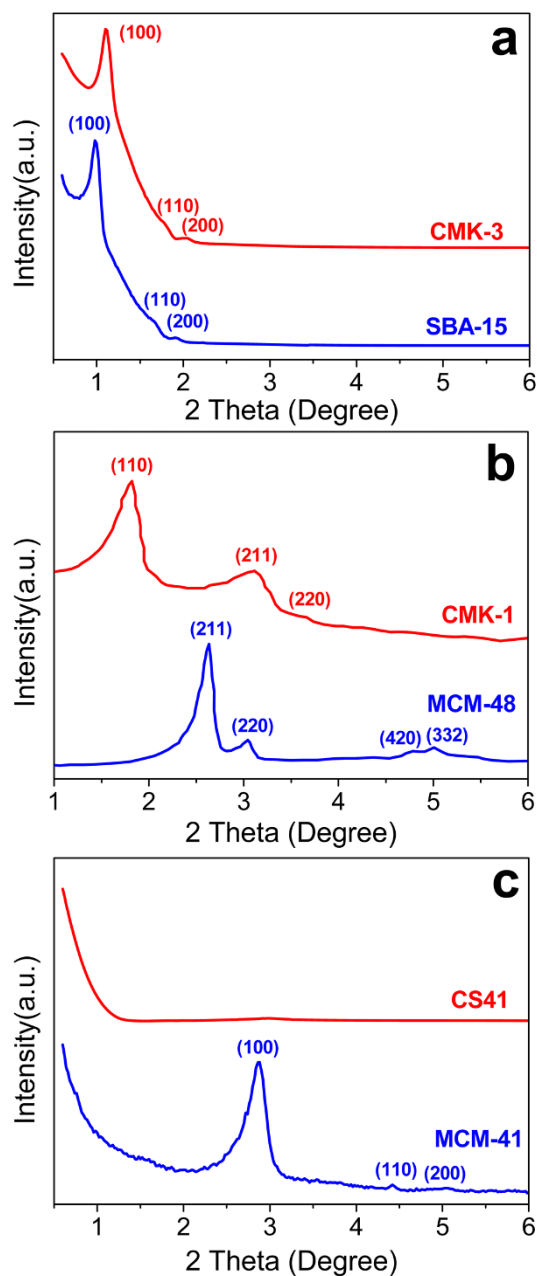 a
(100)
(100)
(110)
(200)
CMK-3
(110)
(200)
SBA-15
Intensity(a.u.)
1 2 3 4 5 6
2 Theta (Degree)
b
(110)
(211)
(220)
CMK-1
(211)
(220)
MCM-48
(420) (332)
Intensity(a.u.)
1 2 3 4 5 6
2 Theta (Degree)
c
CS41
(100)
MCM-41
(110) (200)
Intensity(a.u.)
1 2 3 4 5 6
2 Theta (Degree)